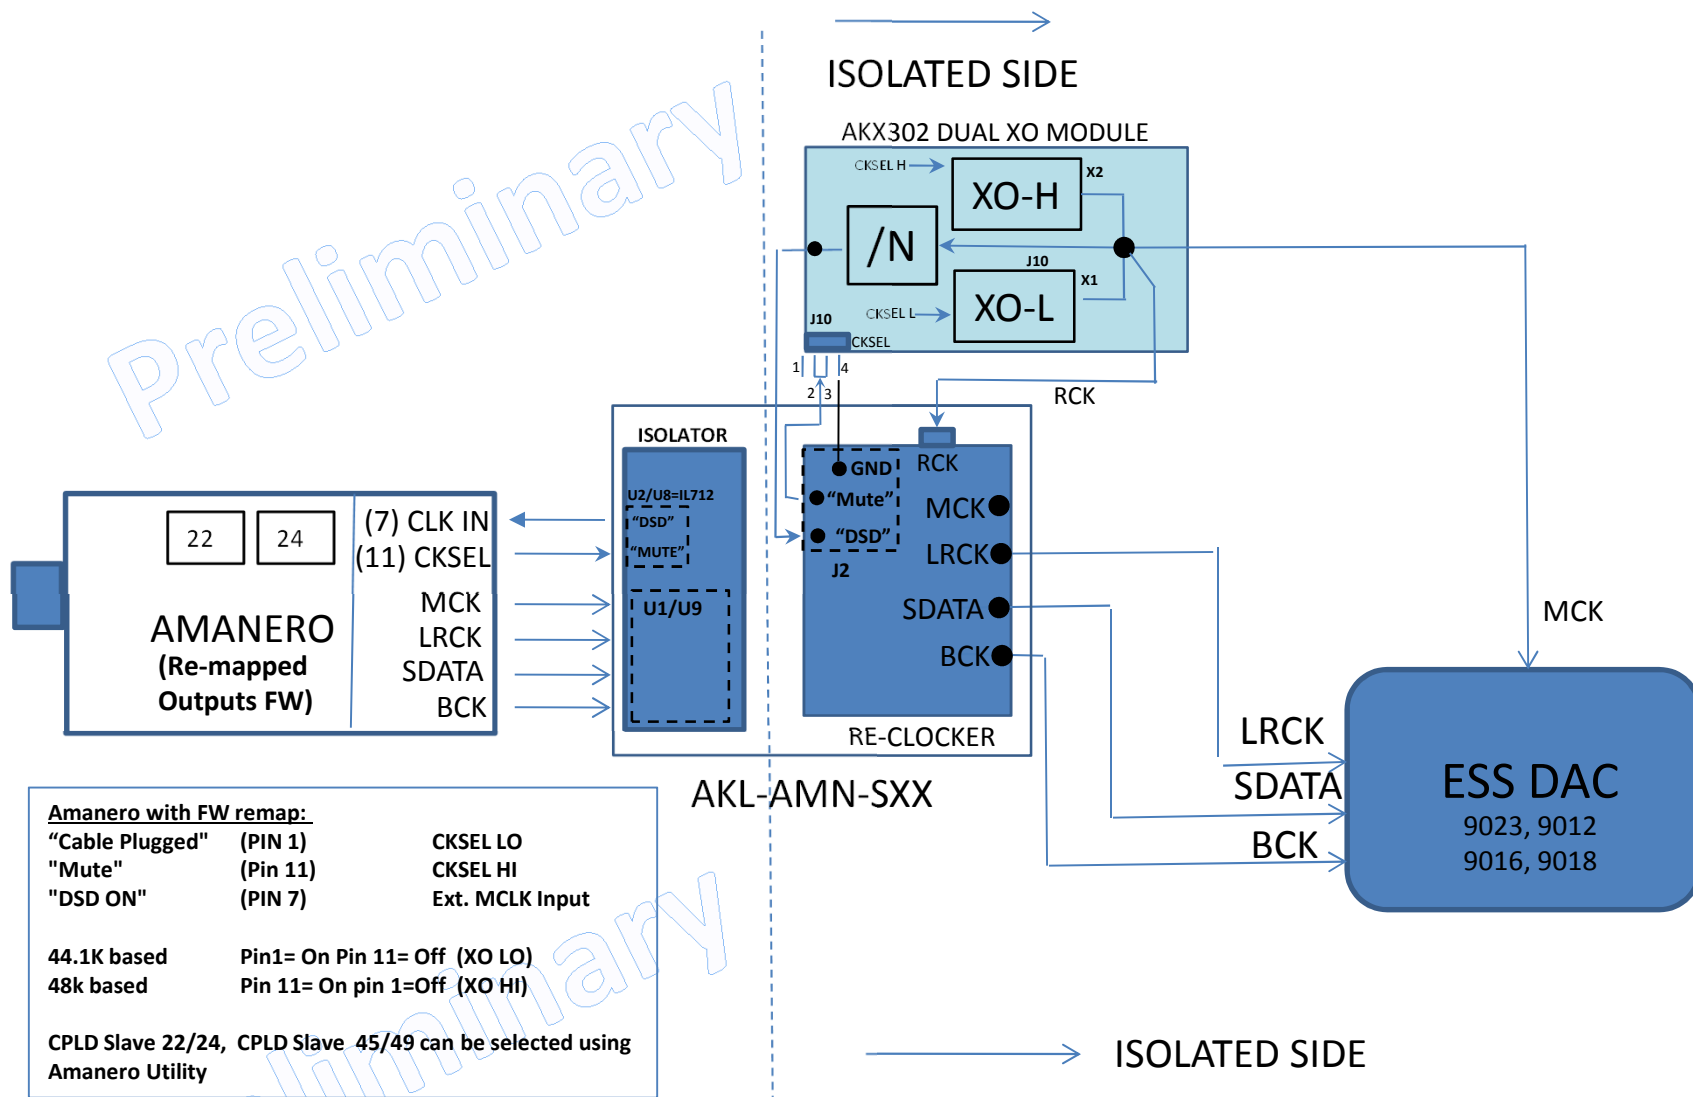 ISOLATED SIDE
Preliminary
AKX302 DUAL XO MODULE
CKSEL H
XO-H
X2
/N
J10
X1
CKSEL L
XO-L
J10
CKSEL
1
4
2
3
RCK
ISOLATOR
RCK
GND
U2/U8=IL712
"Mute"
MCK
"DSD"
"MUTE"
"DSD"
LRCK
J2
22
24
(7) CLK IN
(11) CKSEL
MCK
LRCK
SDATA
BCK
AMANERO
(Re-mapped
Outputs FW)
U1/U9
SDATA
BCK
MCK
RE-CLOCKER
AKL-AMN-SXX
LRCK
SDATA
BCK
ESS DAC
9023, 9012
9016, 9018
Amanero with FW remap:
“Cable Plugged" (PIN 1) CKSEL LO
"Mute" (Pin 11) CKSEL HI
"DSD ON" (PIN 7) Ext. MCLK Input
44.1K based Pin1= On Pin 11= Off (XO LO)
48k based Pin 11= On pin 1=Off (XO HI)
CPLD Slave 22/24, CPLD Slave 45/49 can be selected using
Amanero Utility
ISOLATED SIDE